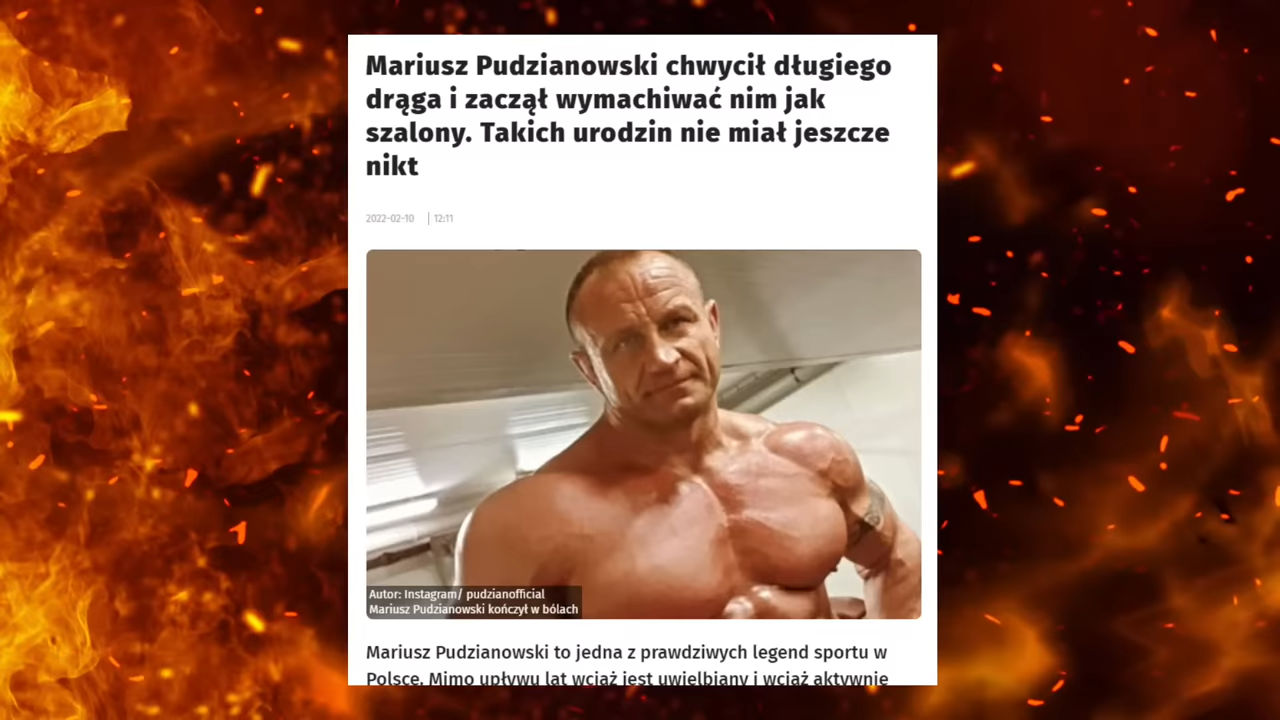 Mariusz Pudzianowski chwycił długiego
drąga i zaczął wymachiwać nim jak
szalony. Takich urodzin nie miał jeszcze
nikt
2022-02-10 | 12:11
Autor: Instagram/ pudzianofficial
Mariusz Pudzianowski kończył w bólach
Mariusz Pudzianowski to jedna z prawdziwych legend sportu w
Polsce. Mimo upływu lat wciąż jest uwielbiany i wciąż aktywnie